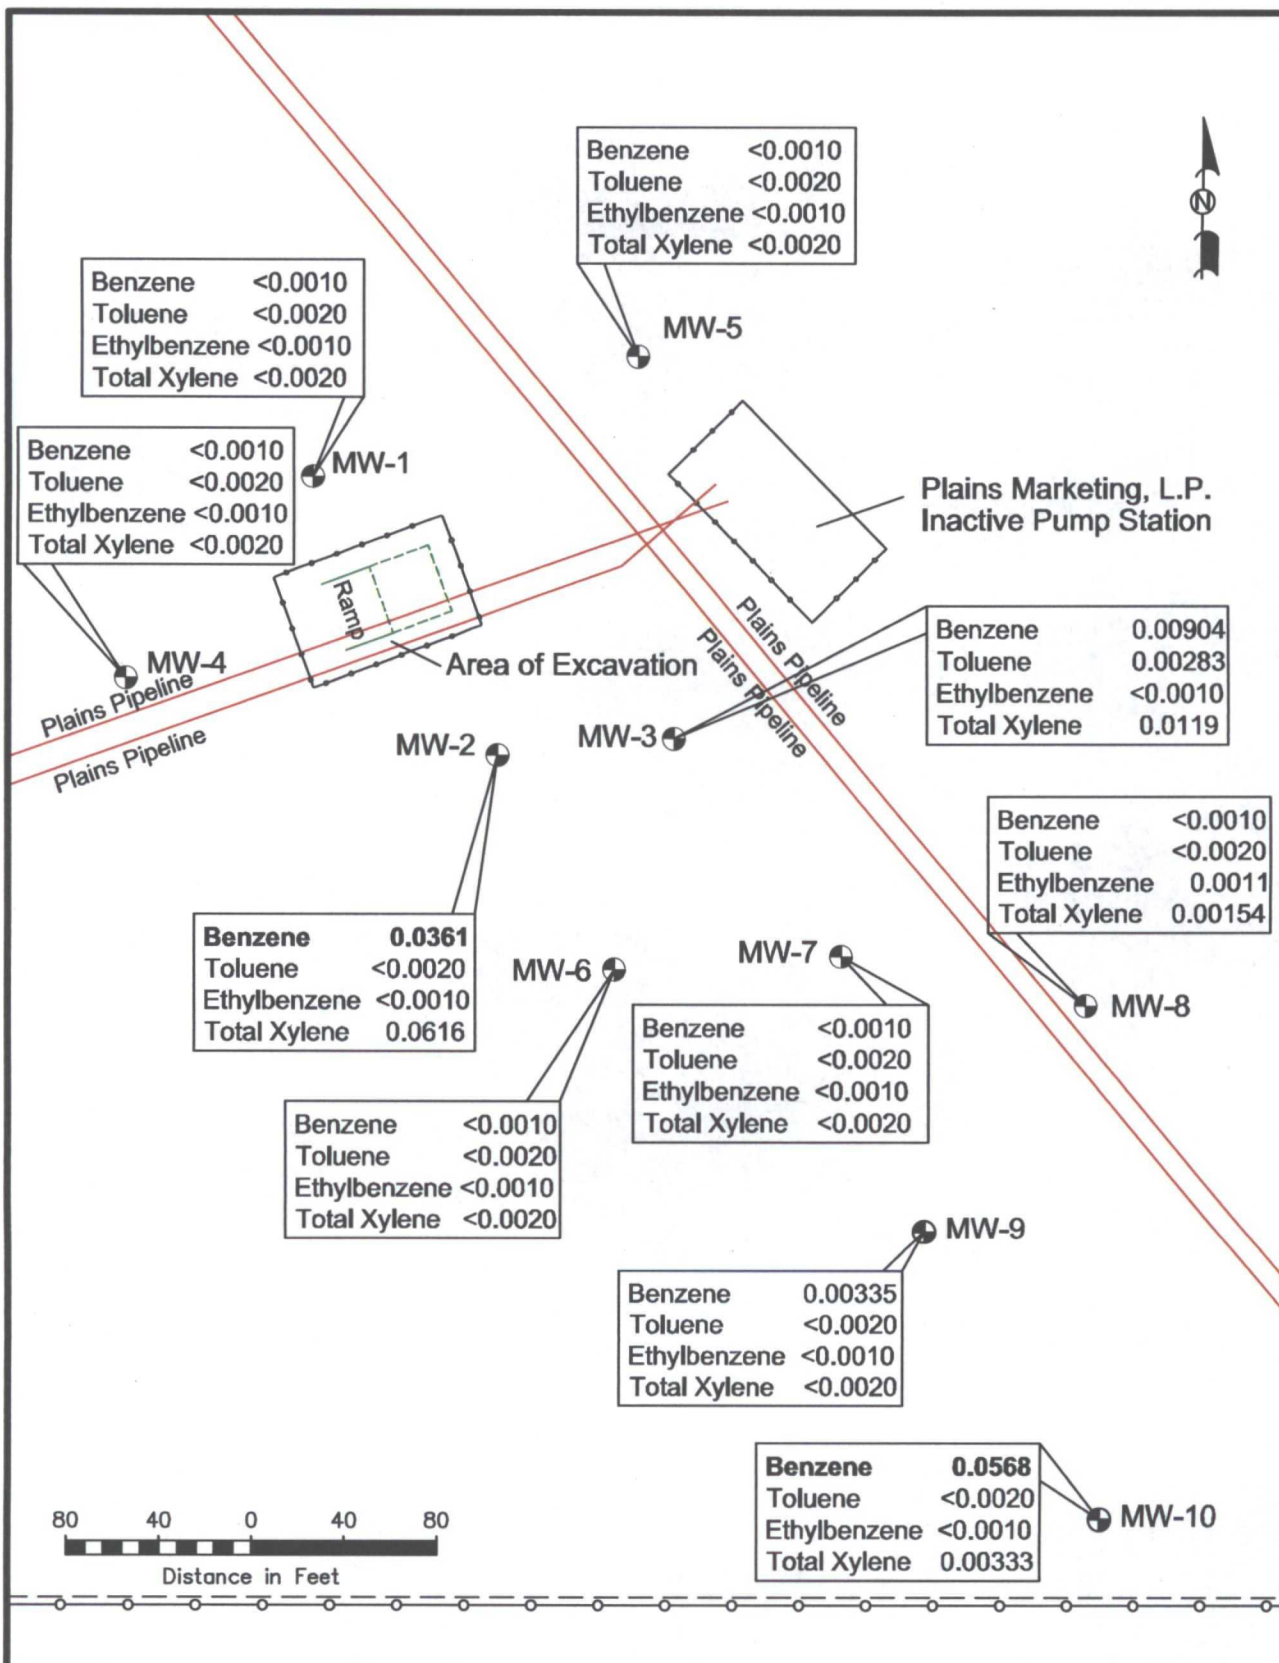 Benzene <0.0010
Toluene <0.0020
Ethylbenzene <0.0010
Total Xylene <0.0020
MW-5
N
Benzene <0.0010
Toluene <0.0020
Ethylbenzene <0.0010
Total Xylene <0.0020
MW-1
Benzene <0.0010
Toluene <0.0020
Ethylbenzene <0.0010
Total Xylene <0.0020
MW-4
Plains Marketing, L.P.
Inactive Pump Station
Ramp
Area of Excavation
Plains Pipeline
Plains Pipeline
Plains Pipeline
Plains Pipeline
Benzene 0.00904
Toluene 0.00283
Ethylbenzene <0.0010
Total Xylene 0.0119
MW-2
MW-3
Benzene <0.0010
Toluene <0.0020
Ethylbenzene 0.0011
Total Xylene 0.00154
MW-8
Benzene 0.0361
Toluene <0.0020
Ethylbenzene <0.0010
Total Xylene 0.0616
MW-6
MW-7
Benzene <0.0010
Toluene <0.0020
Ethylbenzene <0.0010
Total Xylene <0.0020
Benzene <0.0010
Toluene <0.0020
Ethylbenzene <0.0010
Total Xylene <0.0020
MW-9
Benzene 0.00335
Toluene <0.0020
Ethylbenzene <0.0010
Total Xylene <0.0020
Benzene 0.0568
Toluene <0.0020
Ethylbenzene <0.0010
Total Xylene 0.00333
MW-10
80 40 0 40 80
Distance in Feet